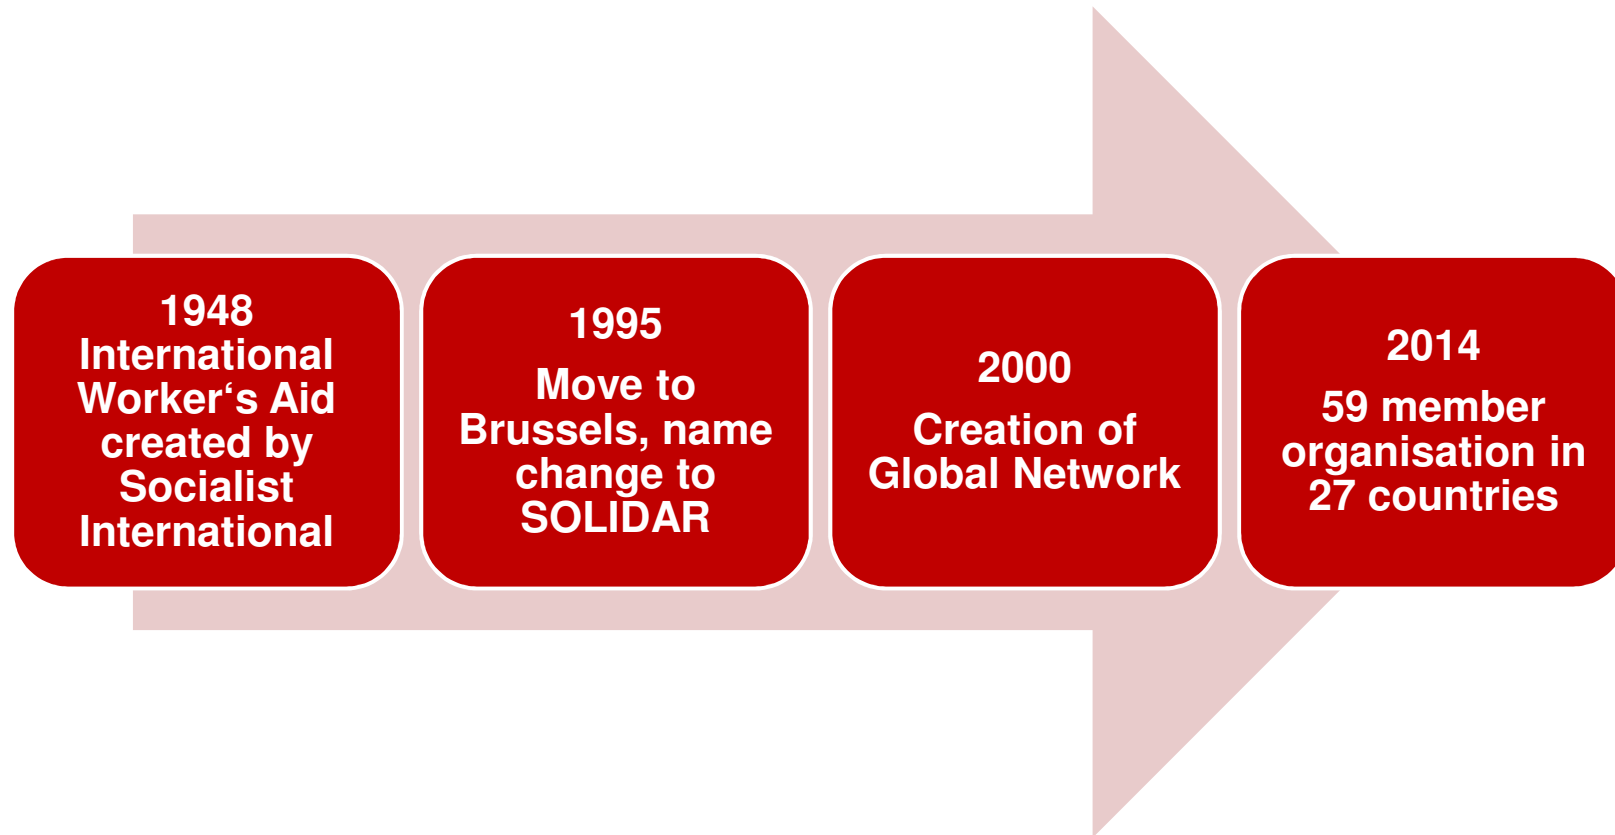 1948
International
Worker‘s Aid
created by
Socialist
International
1995
Move to
Brussels, name
change to
SOLIDAR
2000
Creation of
Global Network
2014
59 member
organisation in
27 countries